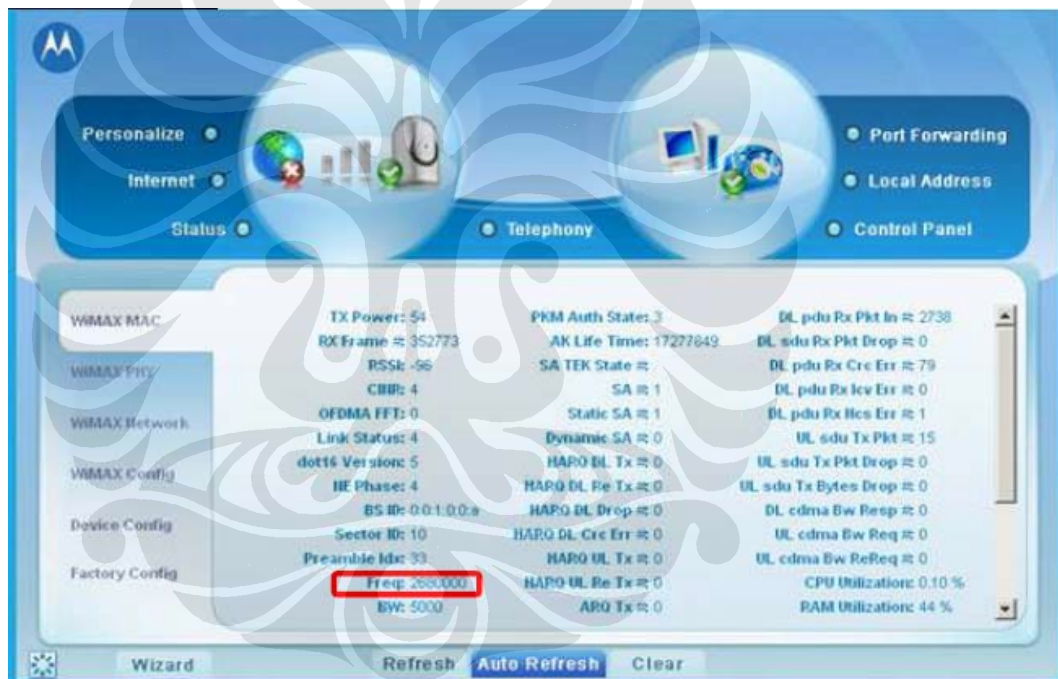 Personalize
Internet
Status
Telephony
Port Forwarding
Local Address
Control Panel
WiMAX MAC
WiMAX PHY
WiMAX Network
WiMAX Config
Device Config
Factory Config
TX Power: 54
RX Frame #: 352773
RSSI: -96
CINR: 4
OFDMA FFT: 0
Link Status: 4
dot16 Version: 5
NE Phase: 4
BS ID: 0:0:1:0:0:a
Sector ID: 10
Preamble Idx: 33
Freq: 2680000
BW: 5000
PKM Auth State: 3
AK Life Time: 17277849
SA TEK State #:
SA #: 1
Static SA #: 1
Dynamic SA #: 0
HARQ DL Tx #: 0
HARQ DL Re Tx #: 0
HARQ DL Drop #: 0
HARQ DL Crc Err #: 0
HARQ UL Tx #: 0
HARQ UL Re Tx #: 0
ARQ Tx #: 0
DL pdu Rx Pkt In #: 2738
DL sdu Rx Pkt Drop #: 0
DL pdu Rx Crc Err #: 79
DL pdu Rx Icv Err #: 0
DL pdu Rx Hcs Err #: 1
UL sdu Tx Pkt #: 15
UL sdu Tx Pkt Drop #: 0
UL sdu Tx Bytes Drop #: 0
DL cdma Bw Resp #: 0
UL cdma Bw Req #: 0
UL cdma Bw ReReq #: 0
CPU Utilization: 0.10 %
RAM Utilization: 44 %
Wizard
Refresh
Auto Refresh
Clear